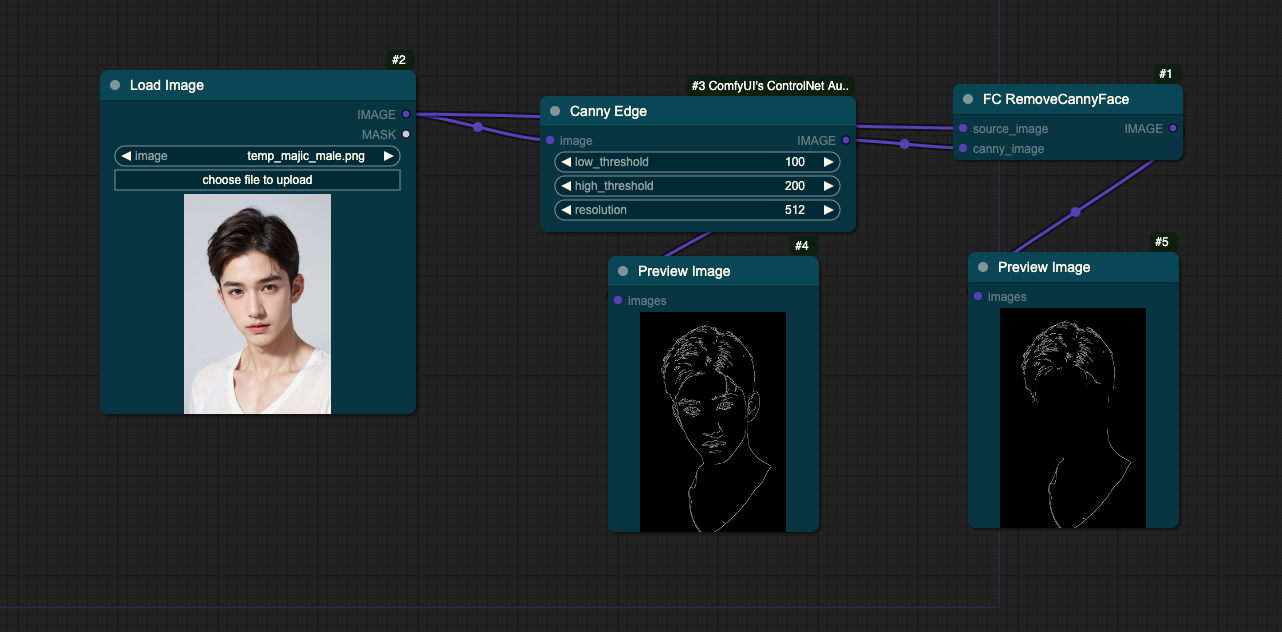 #2
Load Image
IMAGE
MASK
image temp_majic_male.png
choose file to upload
#3 ComfyUI's ControlNet Au..
Canny Edge
image IMAGE
low_threshold 100
high_threshold 200
resolution 512
#4
Preview Image
images
#1
FC RemoveCannyFace
source_image IMAGE
canny_image
#5
Preview Image
images